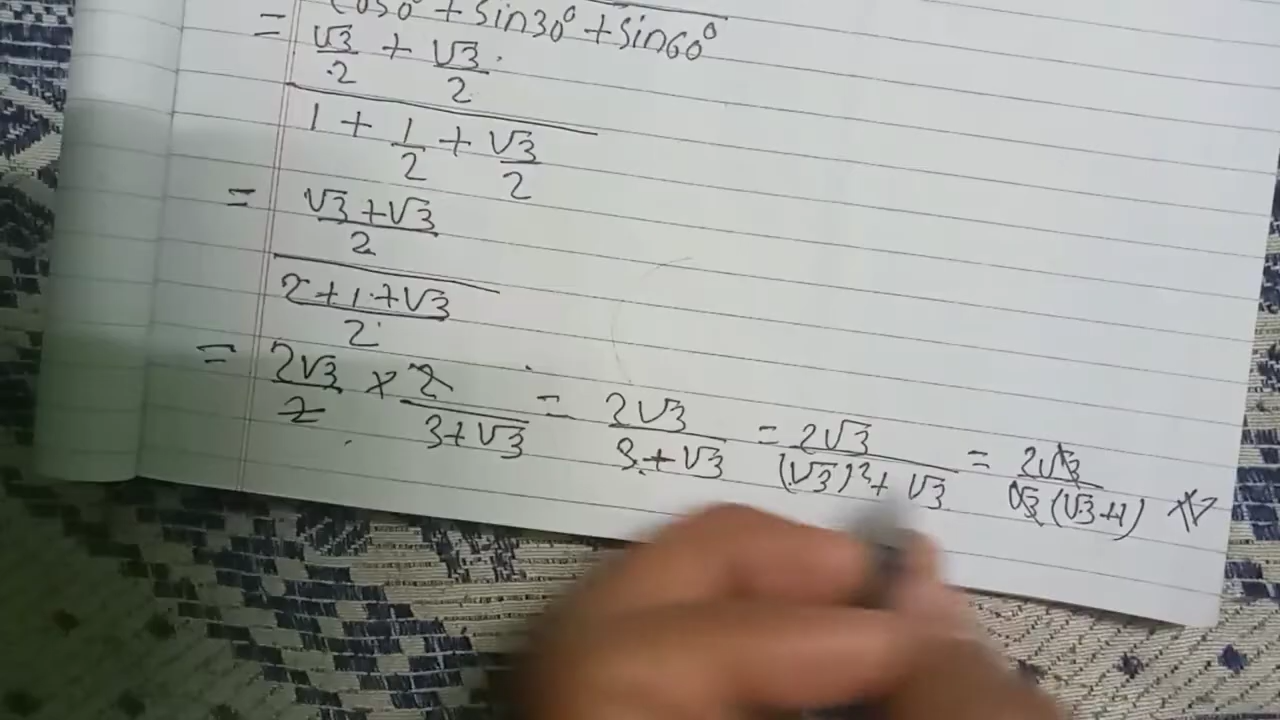 Cos0° + Sin30° + Sin60°
= √3/2 + √3/2
1 + 1/2 + √3/2
= √3 + √3/2
2 + 1 + √3/2
= 2√3/2 × 2/3+√3 = 2√3/3+√3 = 2√3/(√3)²+√3 = 2√3/√3(√3+1)